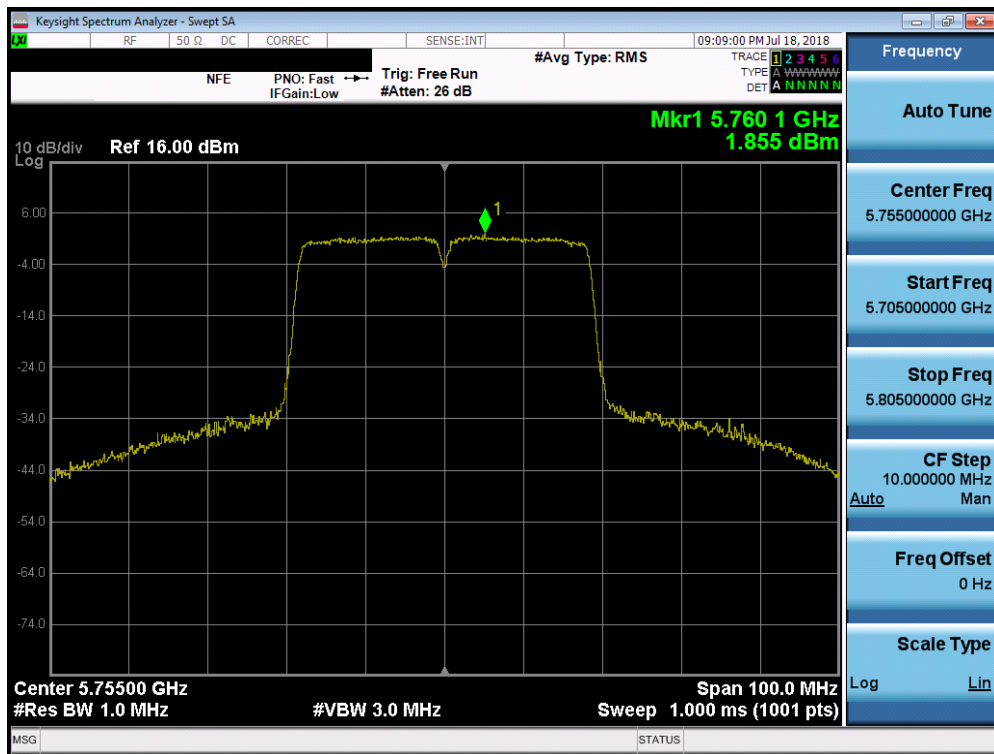 Keysight Spectrum Analyzer - Swept SA
LXI RF 50 Ω DC CORREC SENSE:INT 09:09:00 PM Jul 18, 2018
NFE PNO: Fast Trig: Free Run #Avg Type: RMS TRACE 1 2 3 4 5 6
IFGain:Low #Atten: 26 dB TYPE A WWWWW
DET A N N N N N
Mkr1 5.760 1 GHz
1.855 dBm
10 dB/div Ref 16.00 dBm
Log
1
6.00
-4.00
-14.0
-24.0
-34.0
-44.0
-54.0
-64.0
-74.0
Center 5.75500 GHz Span 100.0 MHz
#Res BW 1.0 MHz #VBW 3.0 MHz Sweep 1.000 ms (1001 pts)
MSG STATUS
Frequency
Auto Tune
Center Freq
5.755000000 GHz
Start Freq
5.705000000 GHz
Stop Freq
5.805000000 GHz
CF Step
10.000000 MHz
Auto Man
Freq Offset
0 Hz
Scale Type
Log Lin